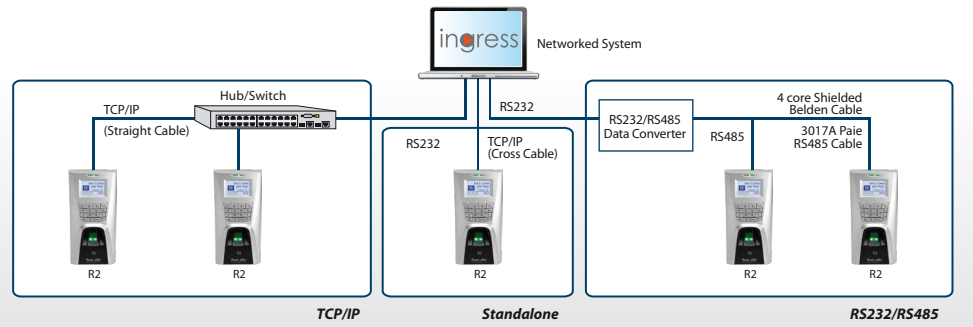 ingress
Networked System
Hub/Switch
TCP/IP
(Straight Cable)
R2
R2
TCP/IP
RS232
TCP/IP
(Cross Cable)
R2
Standalone
RS232
RS232/RS485
Data Converter
RS485
4 core Shielded
Belden Cable
3017A Paie
RS485 Cable
R2
R2
RS232/RS485